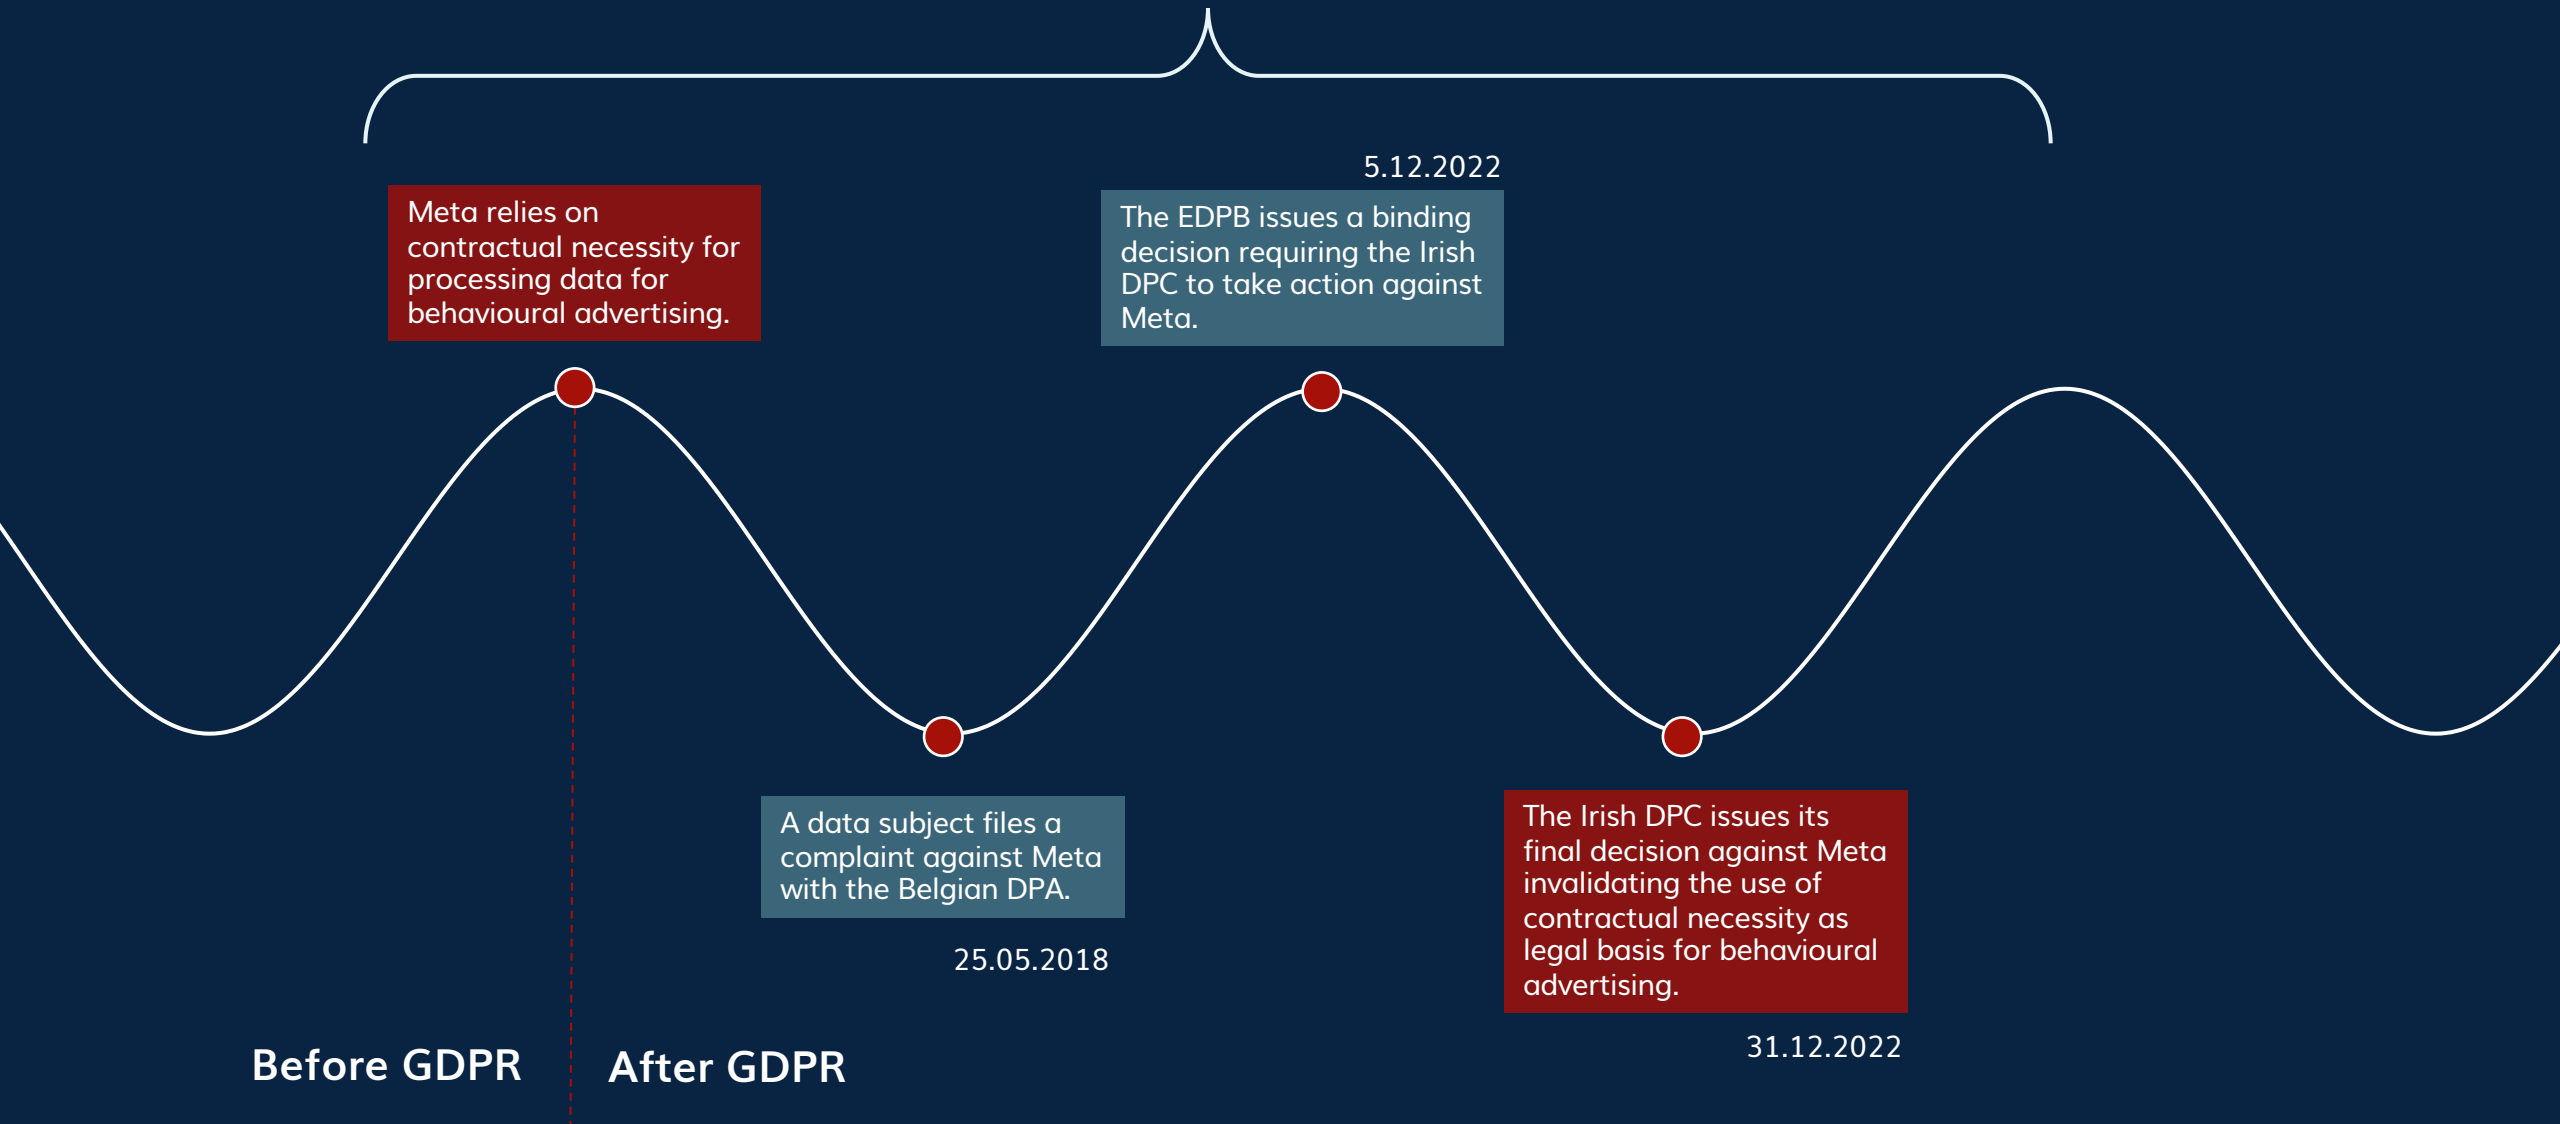 Meta relies on
contractual necessity for
processing data for
behavioural advertising.
5.12.2022
The EDPB issues a binding
decision requiring the Irish
DPC to take action against
Meta.
A data subject files a
complaint against Meta
with the Belgian DPA.
25.05.2018
The Irish DPC issues its
final decision against Meta
invalidating the use of
contractual necessity as
legal basis for behavioural
advertising.
31.12.2022
Before GDPR
After GDPR